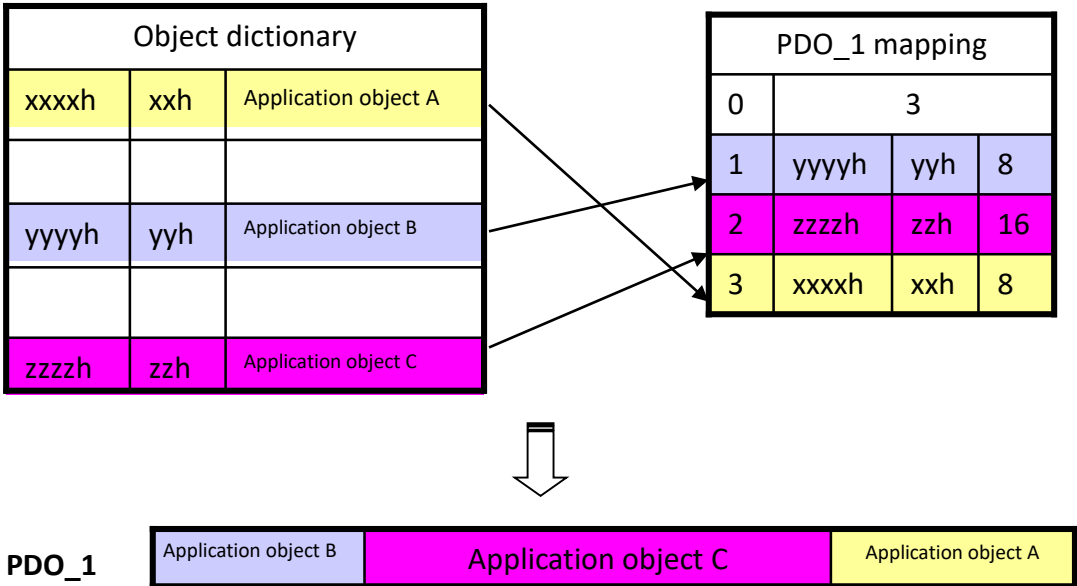 Object dictionary
xxxxh xxh Application object A
yyyyh yyh Application object B
zzzzh zzh Application object C
PDO_1 mapping
0 3
1 yyyyh yyh 8
2 zzzzh zzh 16
3 xxxxh xxh 8
PDO_1 Application object B Application object C Application object A